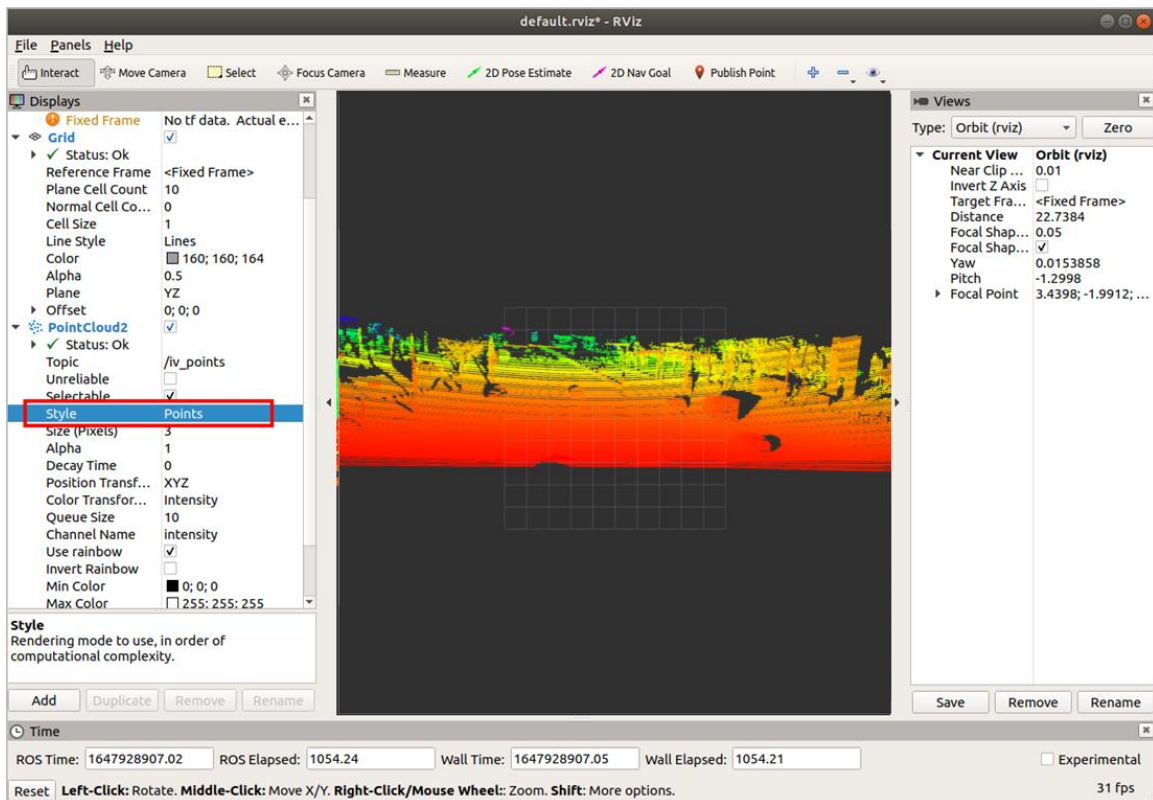 default.rviz* - RViz
File Panels Help
Interact Move Camera Select Focus Camera Measure 2D Pose Estimate 2D Nav Goal Publish Point
Displays
Fixed Frame No tf data. Actual e...
Grid
Status: Ok
Reference Frame <Fixed Frame>
Plane Cell Count 10
Normal Cell Co... 0
Cell Size 1
Line Style Lines
Color 160; 160; 164
Alpha 0.5
Plane YZ
Offset 0; 0; 0
PointCloud2
Status: Ok
Topic /iv_points
Unreliable
Selectable
Style Points
Size (Pixels) 3
Alpha 1
Decay Time 0
Position Transf... XYZ
Color Transfor... Intensity
Queue Size 10
Channel Name intensity
Use rainbow
Invert Rainbow
Min Color 0; 0; 0
Max Color 255; 255; 255
Style
Rendering mode to use, in order of
computational complexity.
Add Duplicate Remove Rename
Views
Type: Orbit (rviz) Zero
Current View Orbit (rviz)
Near Clip ... 0.01
Invert Z Axis
Target Fra... <Fixed Frame>
Distance 22.7384
Focal Shap... 0.05
Focal Shap...
Yaw 0.0153858
Pitch -1.2998
Focal Point 3.4398; -1.9912; ...
Save Remove Rename
Time
ROS Time: 1647928907.02 ROS Elapsed: 1054.24 Wall Time: 1647928907.05 Wall Elapsed: 1054.21 Experimental
Reset Left-Click: Rotate. Middle-Click: Move X/Y. Right-Click/Mouse Wheel:: Zoom. Shift: More options. 31 fps